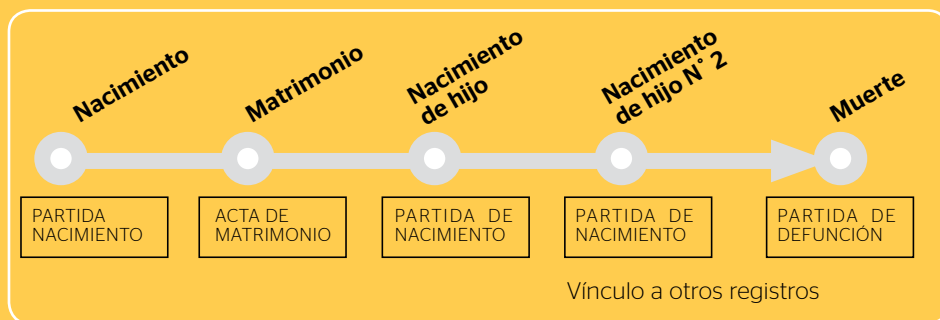 Nacimiento
Matrimonio
Nacimiento
de hijo
Nacimiento
de hijo N° 2
Muerte
PARTIDA
NACIMIENTO
ACTA DE
MATRIMONIO
PARTIDA DE
NACIMIENTO
PARTIDA DE
NACIMIENTO
PARTIDA DE
DEFUNCIÓN
Vínculo a otros registros